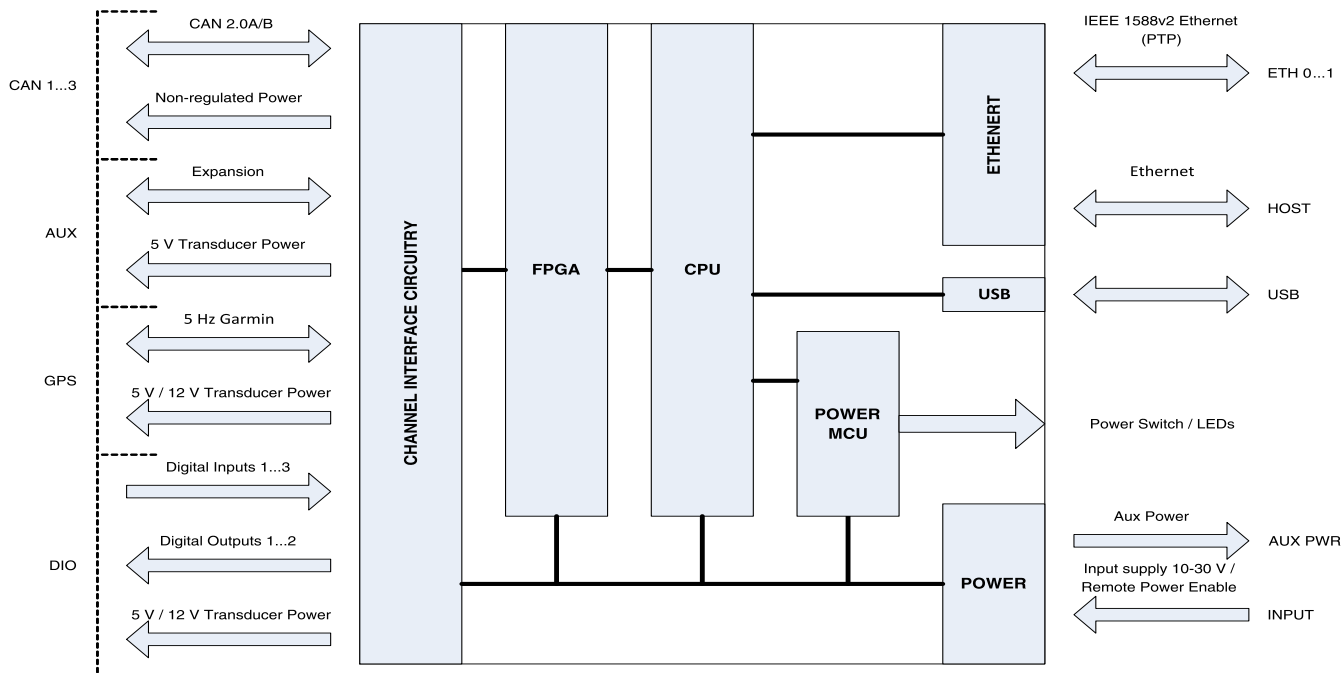 CAN 1...3
CAN 2.0A/B
Non-regulated Power
AUX
Expansion
5 V Transducer Power
GPS
5 Hz Garmin
5 V / 12 V Transducer Power
DIO
Digital Inputs 1...3
Digital Outputs 1...2
5 V / 12 V Transducer Power
CHANNEL INTERFACE CIRCUITRY
FPGA
CPU
POWER
MCU
ETHENERT
USB
POWER
IEEE 1588v2 Ethernet
(PTP)
ETH 0...1
Ethernet
HOST
USB
Power Switch / LEDs
Aux Power
AUX PWR
Input supply 10-30 V /
Remote Power Enable
INPUT